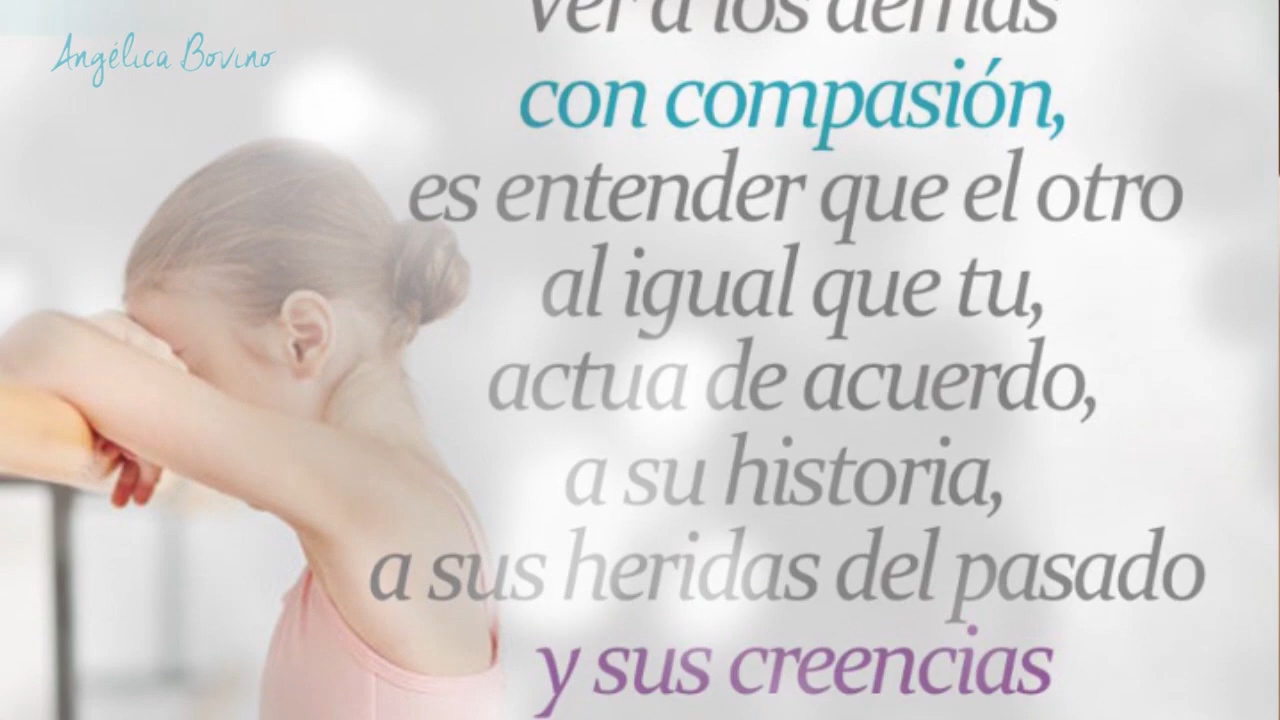 Angélica Bovino
ver a los demás
con compasión,
es entender que el otro
al igual que tu,
actua de acuerdo,
a su historia,
a sus heridas del pasado
y sus creencias